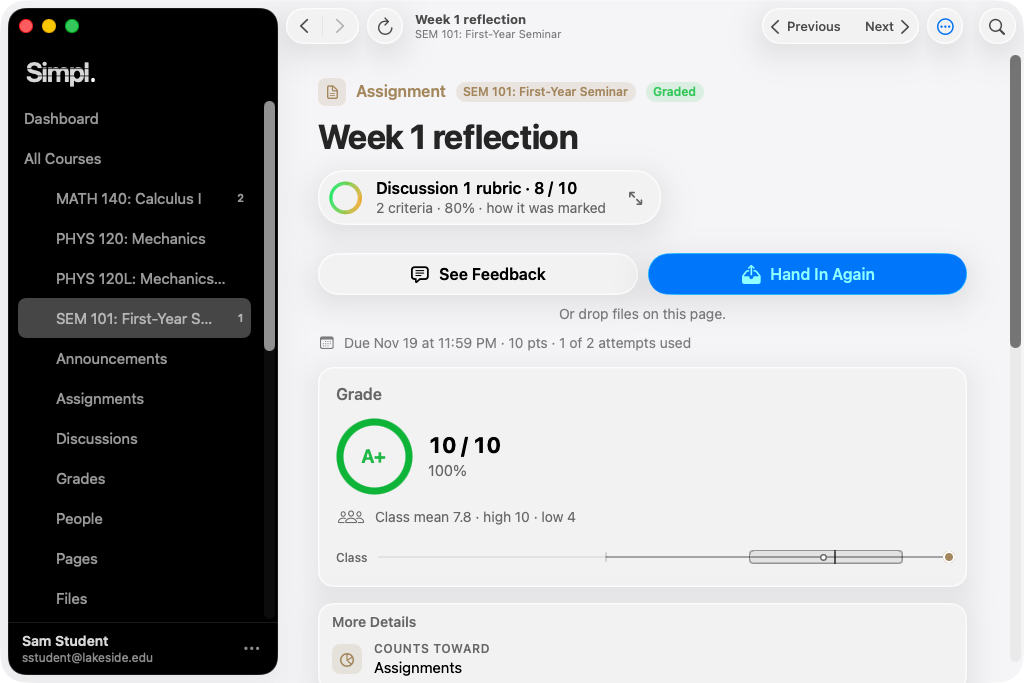 Simpl.
Dashboard
All Courses
MATH 140: Calculus I 2
PHYS 120: Mechanics
PHYS 120L: Mechanics...
SEM 101: First-Year S... 1
Announcements
Assignments
Discussions
Grades
People
Pages
Files
Sam Student
sstudent@lakeside.edu
Week 1 reflection
SEM 101: First-Year Seminar
Previous
Next
Assignment SEM 101: First-Year Seminar Graded
Week 1 reflection
Discussion 1 rubric · 8 / 10
2 criteria · 80% · how it was marked
See Feedback
Hand In Again
Or drop files on this page.
Due Nov 19 at 11:59 PM · 10 pts · 1 of 2 attempts used
Grade
A+
10 / 10
100%
Class mean 7.8 · high 10 · low 4
Class
More Details
COUNTS TOWARD
Assignments